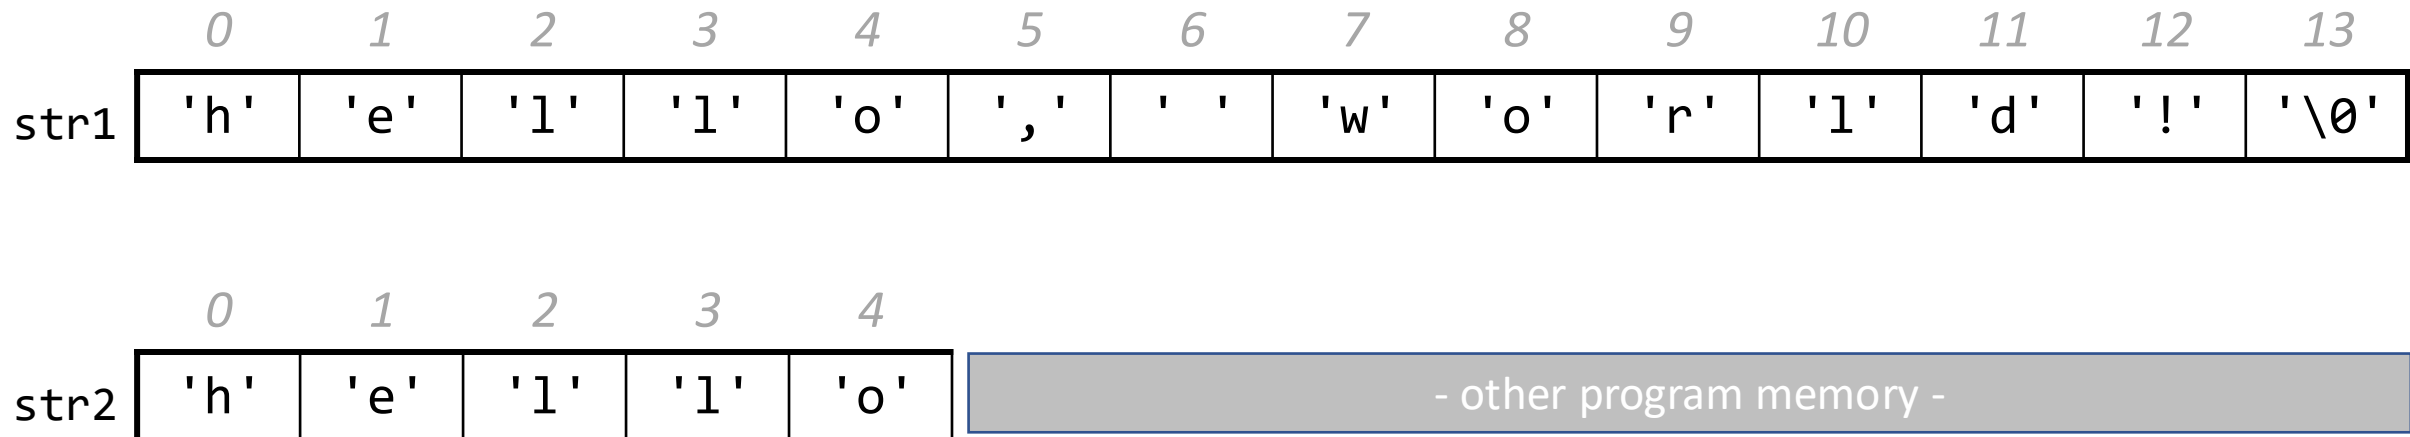 0 1 2 3 4 5 6 7 8 9 10 11 12 13
str1 'h' 'e' 'l' 'l' 'o' ',' ' ' 'w' 'o' 'r' 'l' 'd' '!' '\0'
0 1 2 3 4
str2 'h' 'e' 'l' 'l' 'o' - other program memory -